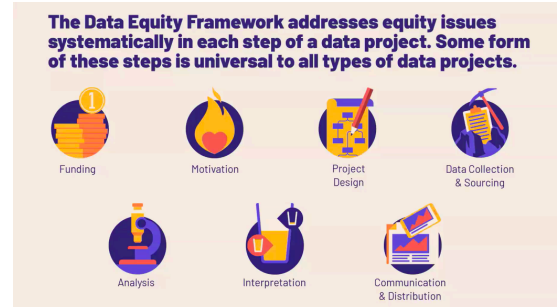 The Data Equity Framework addresses equity issues
systematically in each step of a data project. Some form
of these steps is universal to all types of data projects.
1
Funding
Motivation
Project
Design
Data Collection
& Sourcing
Analysis
Interpretation
Communication
& Distribution